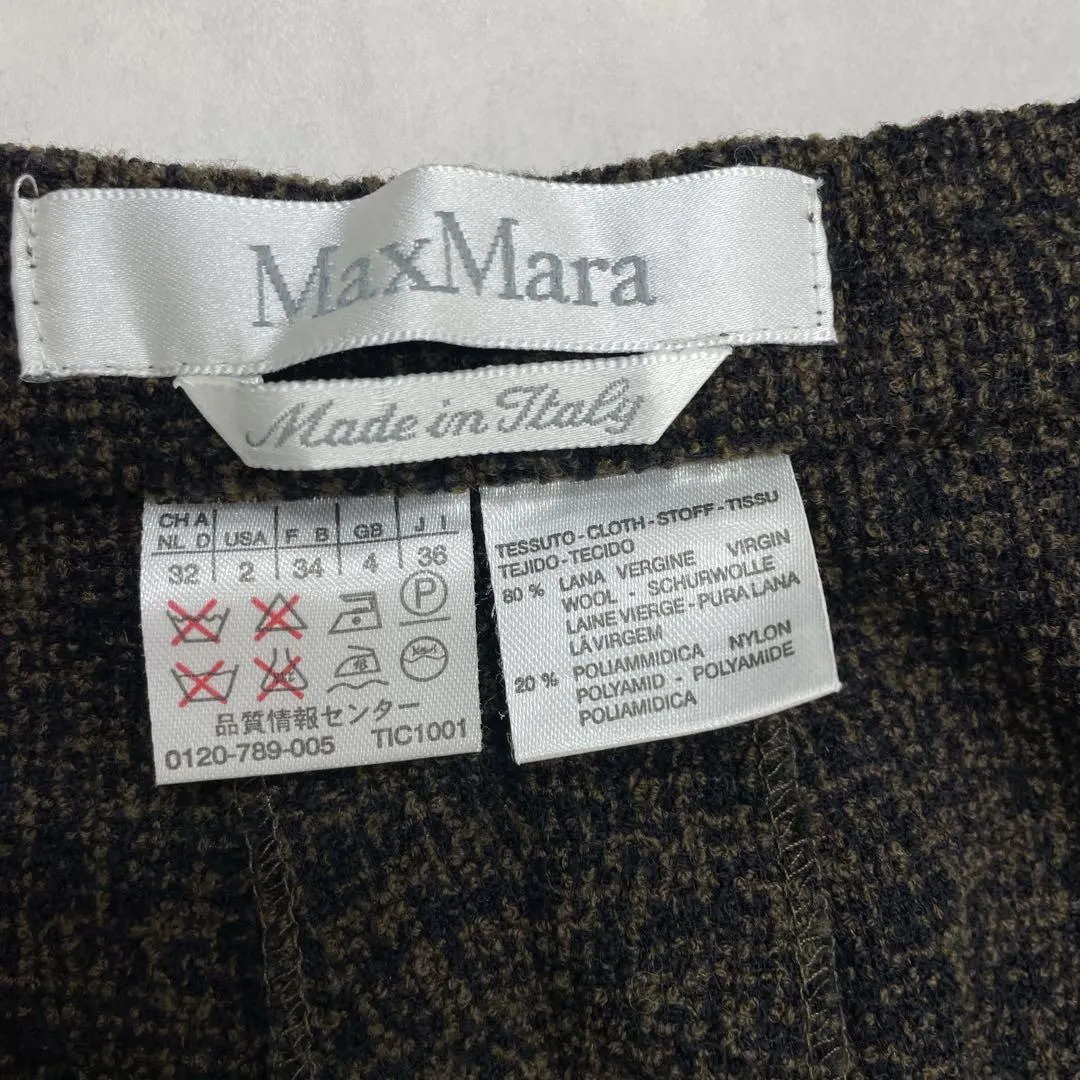 MaxMara
Made in Italy
CH A
NL D USA F B GB J I
32 2 34 4 36
P
品質情報センター
0120-789-005 TIC1001
TESSUTO - CLOTH - STOFF - TISSU
TEJIDO - TECIDO
80 % LANA VERGINE VIRGIN
WOOL - SCHURWOLLE
LAINE VIERGE - PURA LANA
LÃ VIRGEM
20 % POLIAMMIDICA NYLON
POLYAMID - POLYAMIDE
POLIAMIDICA